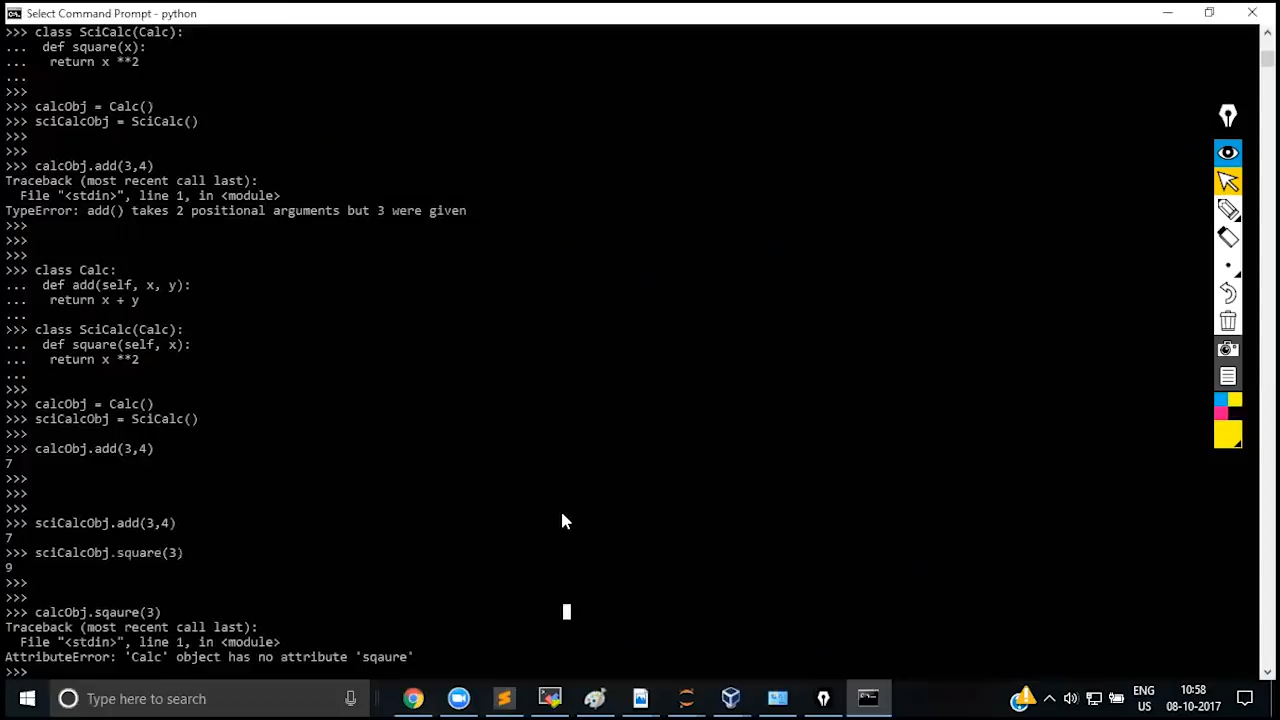 Select Command Prompt - python
>>> class SciCalc(Calc):
...  def square(x):
...   return x **2
...
>>>
>>> calcObj = Calc()
>>> sciCalcObj = SciCalc()
>>>
>>>
>>> calcObj.add(3,4)
Traceback (most recent call last):
  File "<stdin>", line 1, in <module>
TypeError: add() takes 2 positional arguments but 3 were given
>>>
>>>
>>>
>>> class Calc:
...  def add(self, x, y):
...   return x + y
...
>>> class SciCalc(Calc):
...  def square(self, x):
...   return x **2
...
>>>
>>> calcObj = Calc()
>>> sciCalcObj = SciCalc()
>>>
>>> calcObj.add(3,4)
7
>>>
>>>
>>>
>>> sciCalcObj.add(3,4)
7
>>> sciCalcObj.square(3)
9
>>>
>>>
>>> calcObj.sqaure(3)
Traceback (most recent call last):
  File "<stdin>", line 1, in <module>
AttributeError: 'Calc' object has no attribute 'sqaure'
>>>
Type here to search
ENG
US
10:58
08-10-2017